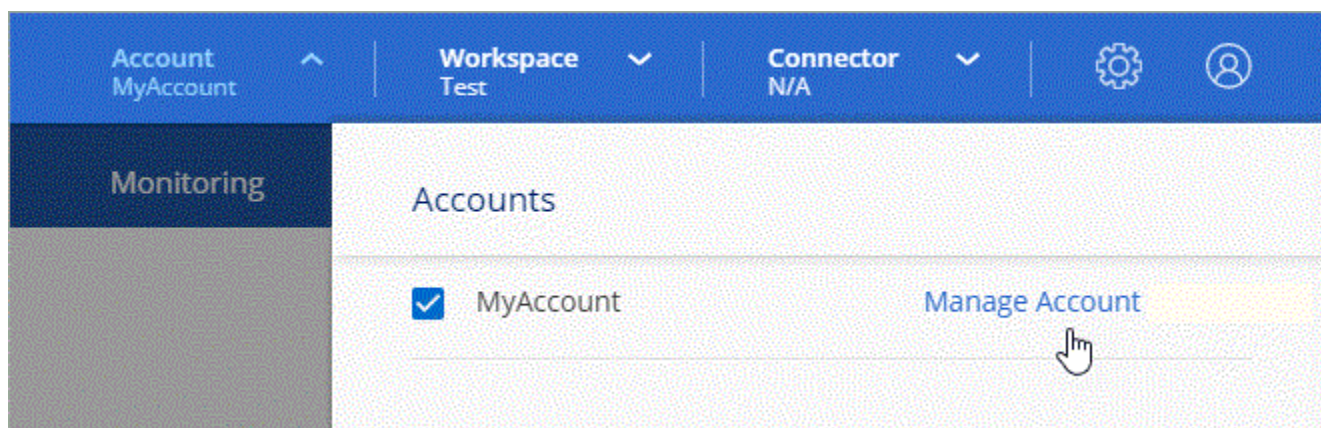 Account
MyAccount
Workspace
Test
Connector
N/A
Monitoring
Accounts
MyAccount
Manage Account